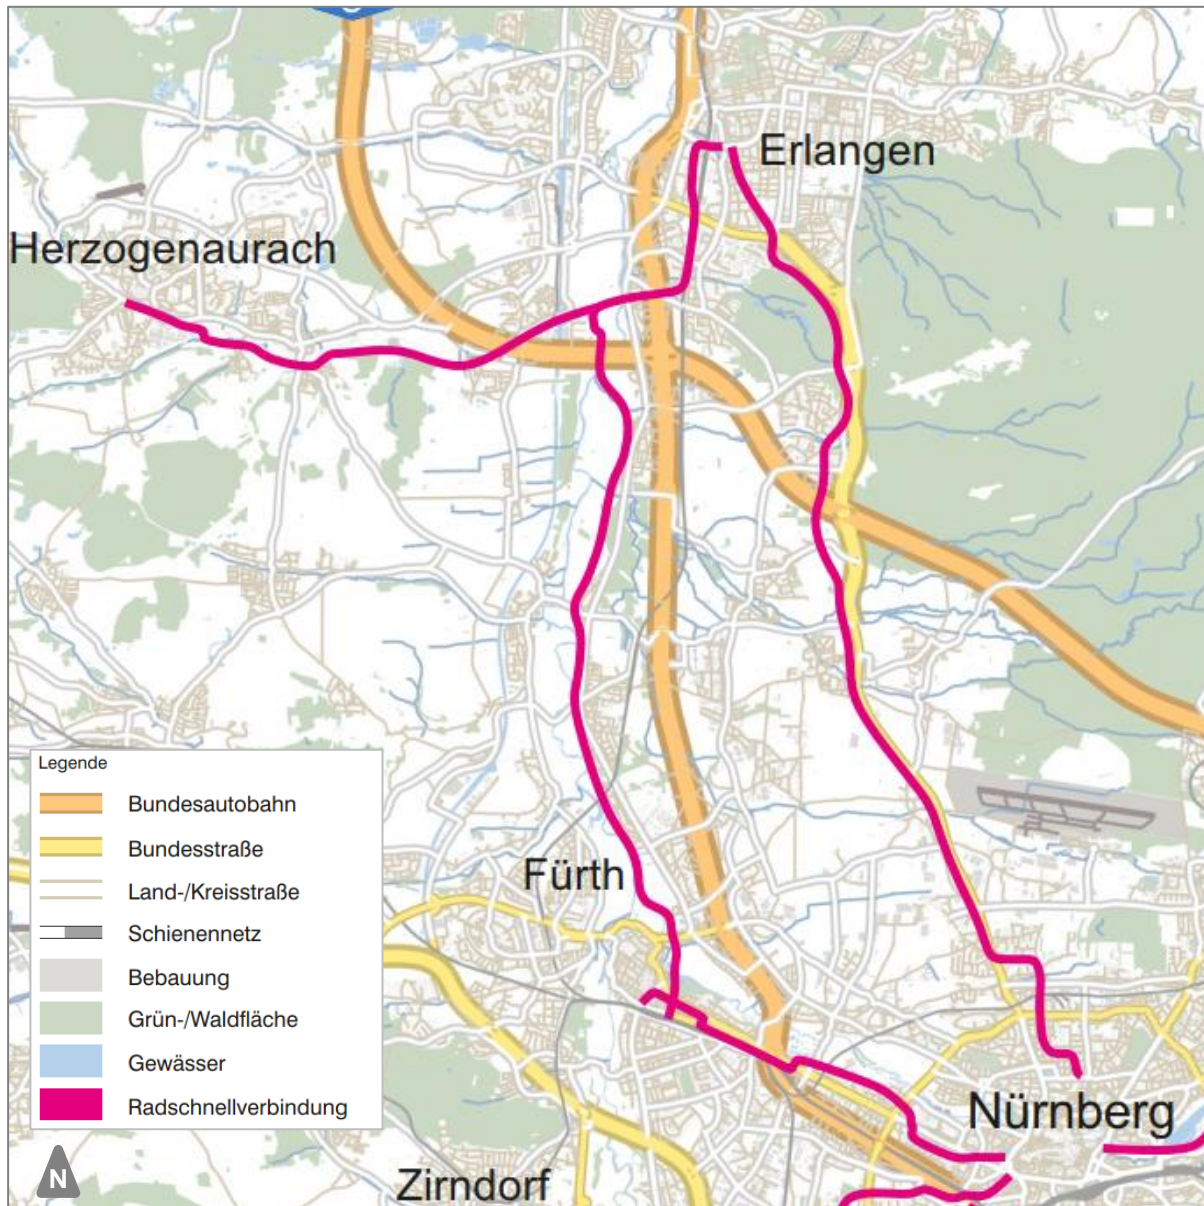 Erlangen
Herzogenaurach
Legende
Bundesautobahn
Bundesstraße
Land-/Kreisstraße
Schienennetz
Bebauung
Grün-/Waldfläche
Gewässer
Radschnellverbindung
Fürth
Nürnberg
Zirndorf
N